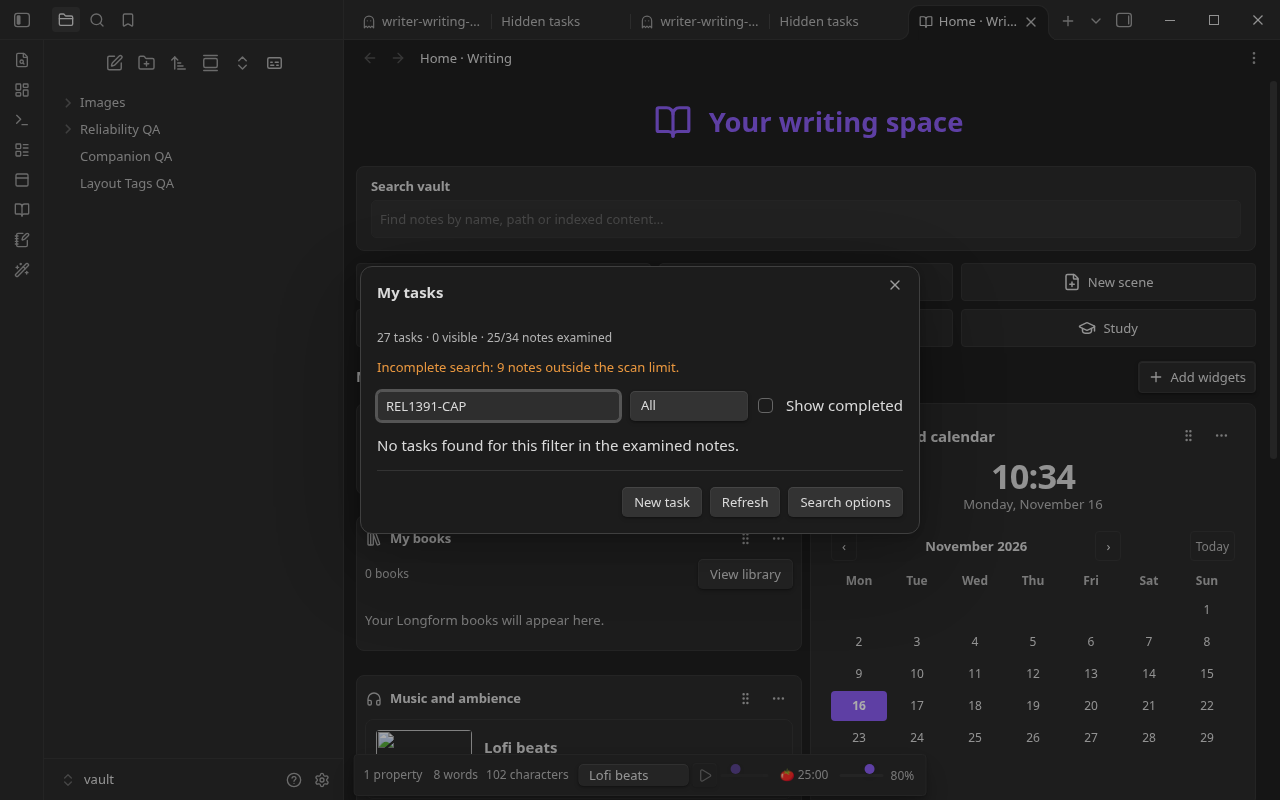 writer-writing-...
Hidden tasks
writer-writing-...
Hidden tasks
Home · Wri...
Home · Writing
Images
Reliability QA
Companion QA
Layout Tags QA
vault
Your writing space
Search vault
Find notes by name, path or indexed content...
New scene
Study
Add widgets
My tasks
27 tasks · 0 visible · 25/34 notes examined
Incomplete search: 9 notes outside the scan limit.
REL1391-CAP
All
Show completed
No tasks found for this filter in the examined notes.
New task
Refresh
Search options
My books
0 books
View library
Your Longform books will appear here.
Music and ambience
Lofi beats
calendar
10:34
Monday, November 16
‹
November 2026
›
Today
Mon Tue Wed Thu Fri Sat Sun
1
2 3 4 5 6 7 8
9 10 11 12 13 14 15
16 17 18 19 20 21 22
23 24 25 26 27 28 29
1 property
8 words
102 characters
Lofi beats
25:00
80%